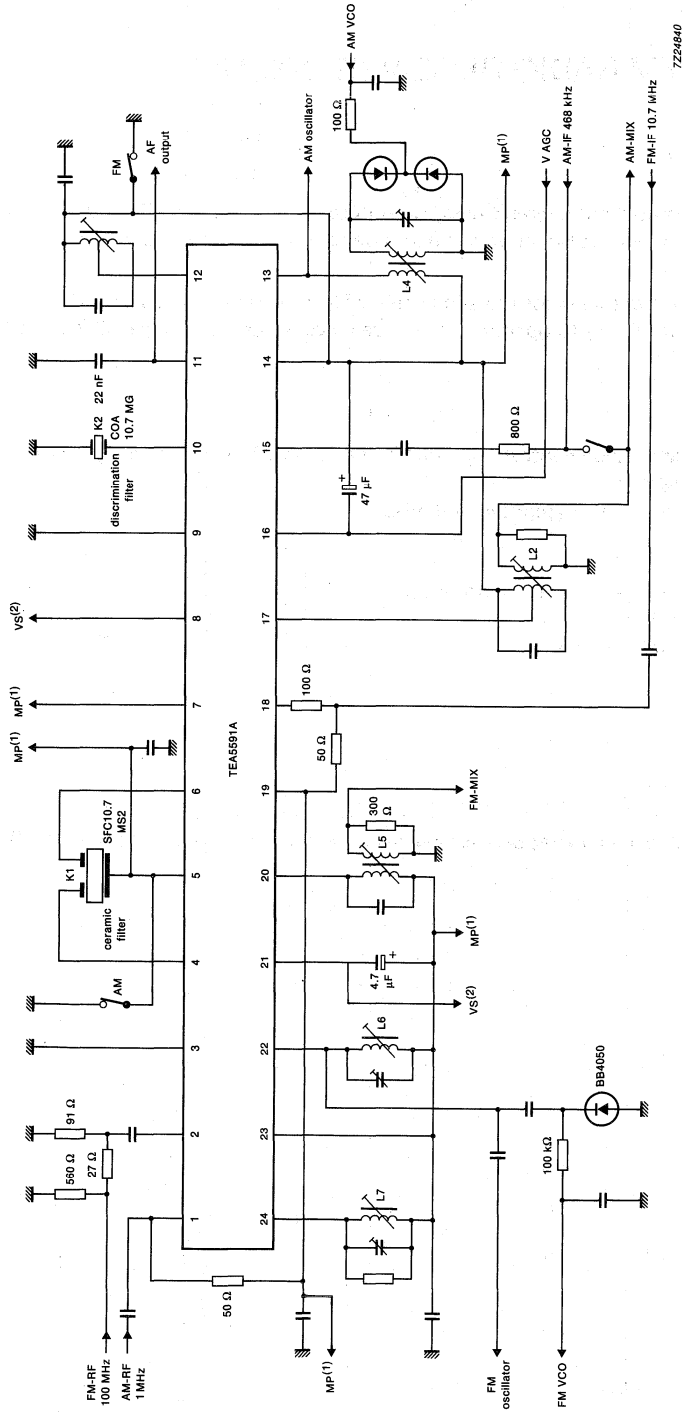 FM-RF
100 MHz
AM-RF
1 MHz
560 Ω
27 Ω
91 Ω
AM
ceramic
filter
K1
SFC10.7
MS2
MP(1)
MP(1)
VS(2)
discrimination
filter
K2
COA
10.7 MG
22 nF
AF
output
FM
1
2
3
4
5
6
7
8
9
10
11
12
TEA5591A
24
23
22
21
20
19
18
17
16
15
14
13
50 Ω
MP(1)
L7
L6
4.7
μF
+
VS(2)
MP(1)
L5
300
Ω
FM-MIX
50 Ω
100 Ω
L2
47 μF
+
800 Ω
L4
AM oscillator
100 Ω
AM VCO
MP(1)
V AGC
AM-IF 468 kHz
AM-MIX
FM-IF 10.7 MHz
FM
oscillator
FM VCO
100 kΩ
BB4050
7Z24840